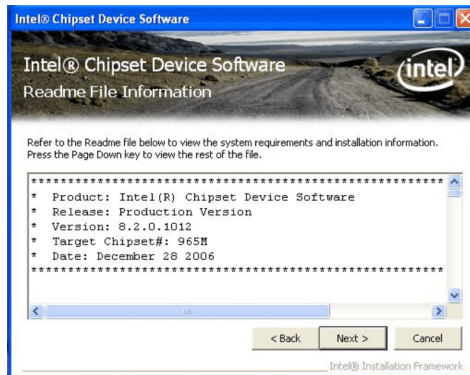 Intel® Chipset Device Software
Intel® Chipset Device Software
intel
Readme File Information
Refer to the Readme file below to view the system requirements and installation information.
Press the Page Down key to view the rest of the file.
********************************************************
* Product: Intel(R) Chipset Device Software
* Release: Production Version
* Version: 8.2.0.1012
* Target Chipset#: 965M
* Date: December 28 2006
********************************************************
< Back
Next >
Cancel
Intel® Installation Framework